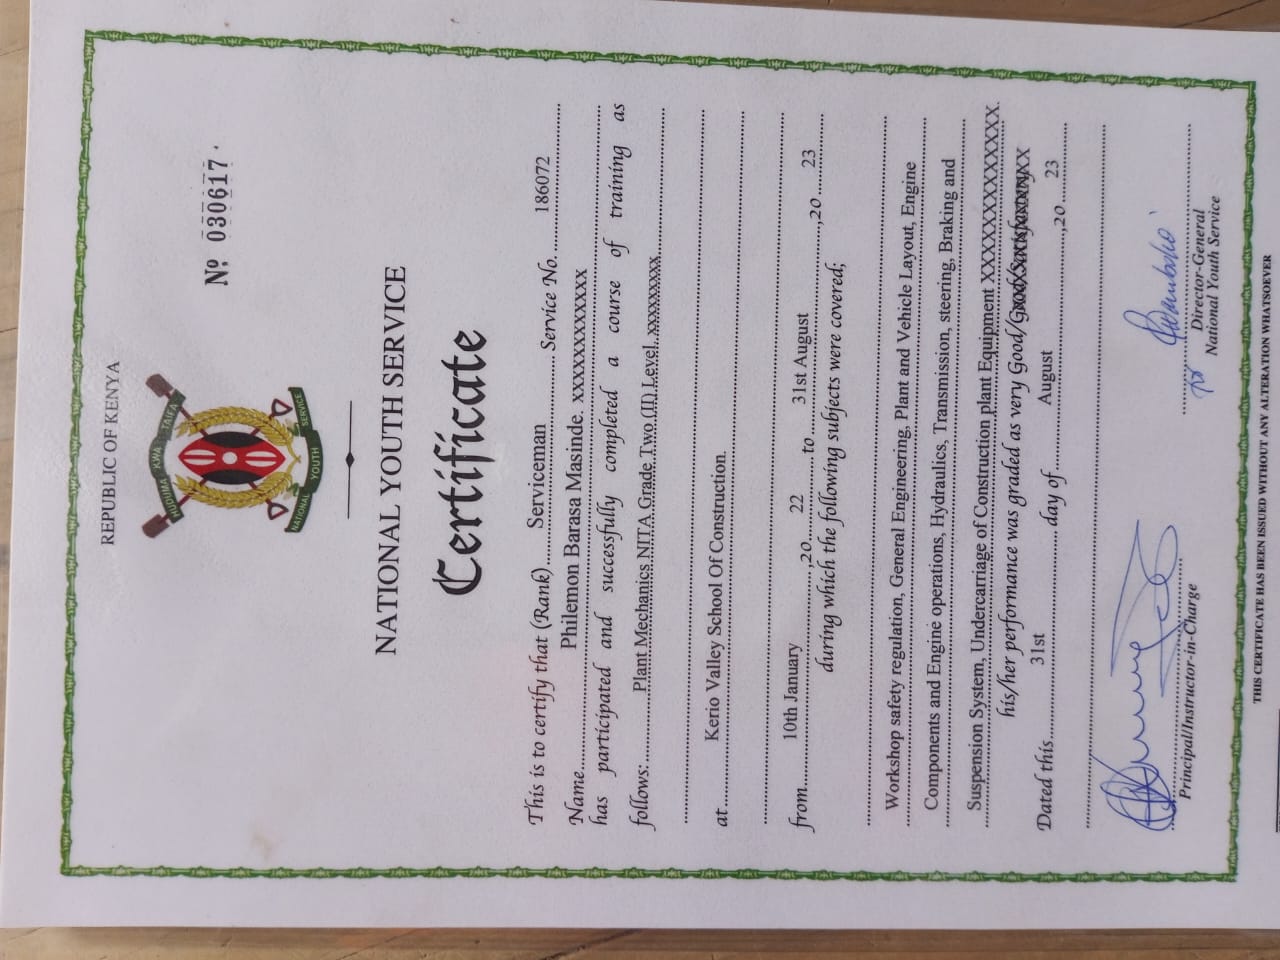 REPUBLIC OF KENYA
Nº 030617
HUDUMA KWA TAIFA
NATIONAL YOUTH SERVICE
NATIONAL YOUTH SERVICE
Certificate
This is to certify that (Rank) Serviceman Service No. 186072
Name Philemon Barasa Masinde. xxxxxxxxxxxx
has participated and successfully completed a course of training as
follows: Plant Mechanics NITA Grade Two (II) Level. xxxxxxxxx
at Kerio Valley School Of Construction.
from 10th January ,20 22 to 31st August ,20 23
during which the following subjects were covered;
Workshop safety regulation, General Engineering, Plant and Vehicle Layout, Engine
Components and Engine operations, Hydraulics, Transmission, steering, Braking and
Suspension System, Undercarriage of Construction plant Equipment XXXXXXXXXXXXX.
his/her performance was graded as very Good/Good/Satisfactory
Dated this 31st day of August ,20 23
Principal/Instructor-in-Charge
Director-General
National Youth Service
THIS CERTIFICATE HAS BEEN ISSUED WITHOUT ANY ALTERATION WHATSOEVER